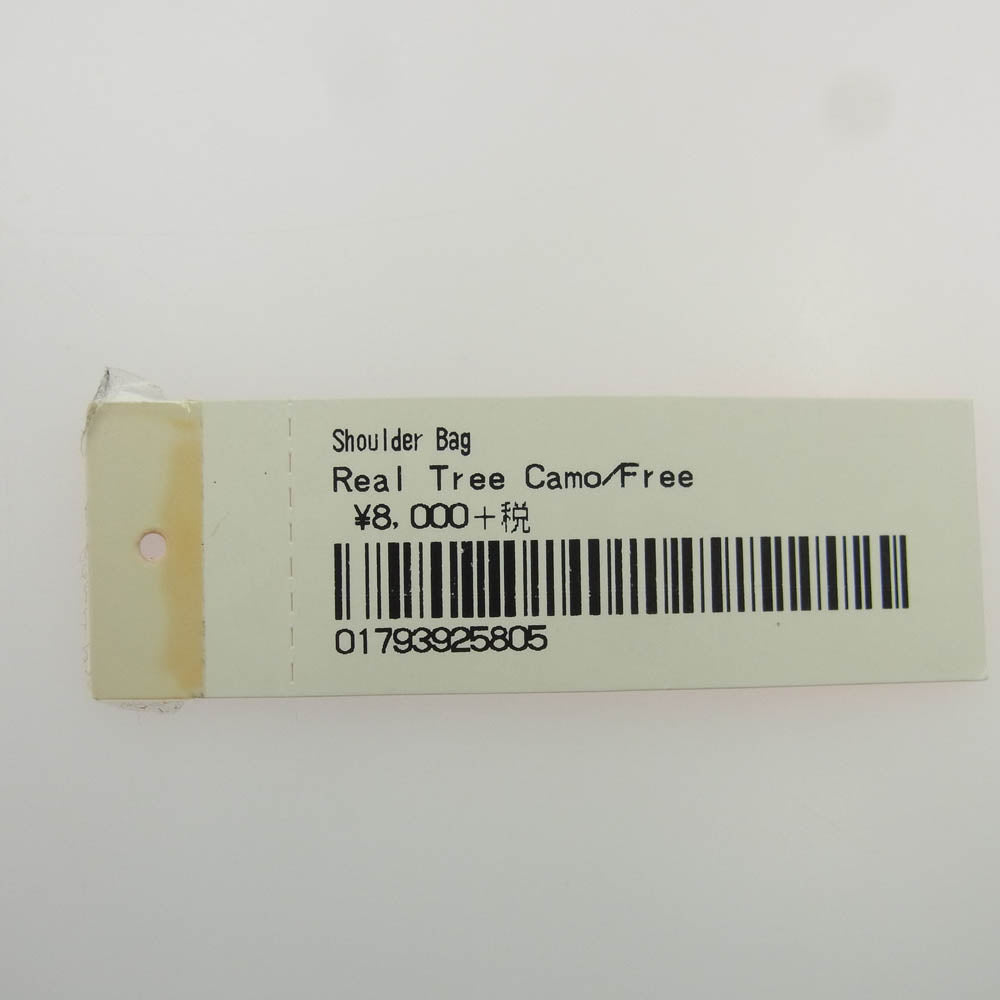 Shoulder Bag
Real Tree Camo/Free
¥8,000+税
01793925805